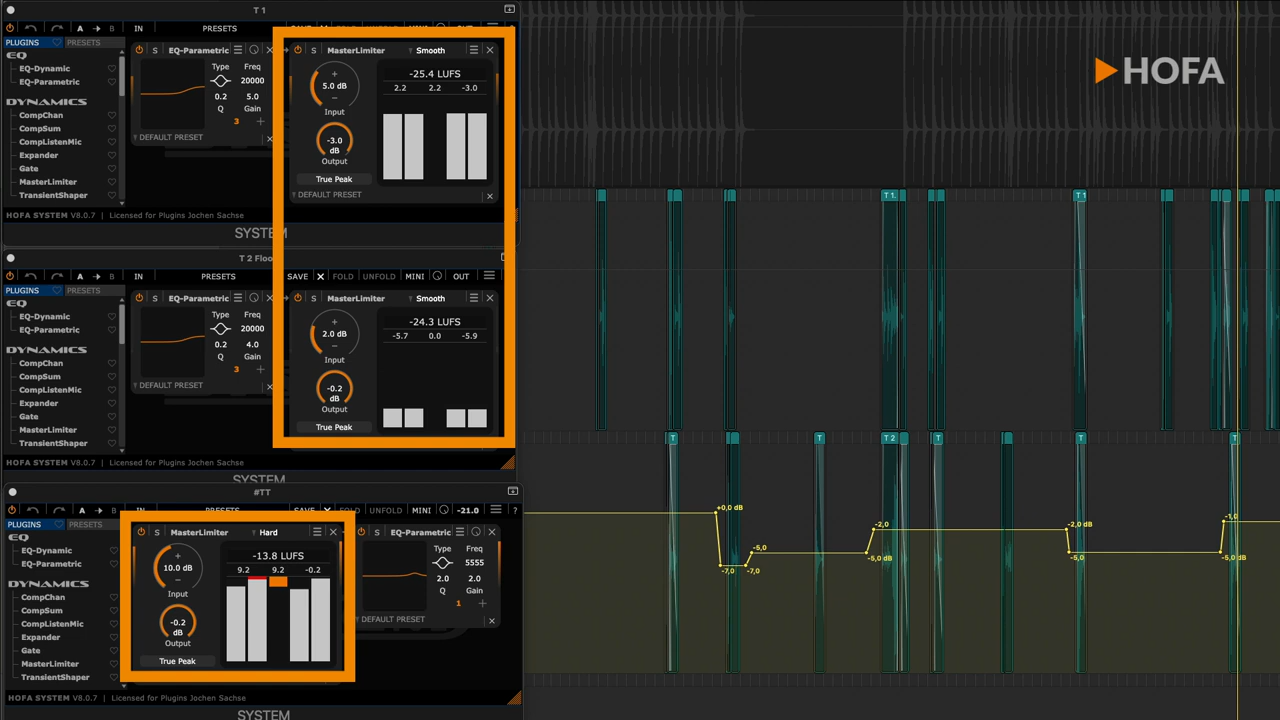 T 1
A
B
IN
PRESETS
SAVE
MINI
OUT
PLUGINS
PRESETS
EQ
EQ-Dynamic
EQ-Parametric
DYNAMICS
CompChan
CompSum
CompListenMic
Expander
Gate
MasterLimiter
TransientShaper
S EQ-Parametric
Type Freq
20000
0.2 5.0
Q Gain
3 +
DEFAULT PRESET
S MasterLimiter Smooth
+
5.0 dB
−
Input
-3.0
dB
Output
True Peak
-25.4 LUFS
2.2 2.2 -3.0
DEFAULT PRESET
HOFA SYSTEM V8.0.7 | Licensed for Plugins Jochen Sachse
SYSTEM
T 2 Floo
A B IN PRESETS SAVE X FOLD UNFOLD MINI OUT
PLUGINS PRESETS
EQ
EQ-Dynamic
EQ-Parametric
DYNAMICS
CompChan
CompSum
CompListenMic
Expander
Gate
MasterLimiter
TransientShaper
S EQ-Parametric
Type Freq
20000
0.2 4.0
Q Gain
3 +
DEFAULT PRESET
S MasterLimiter Smooth
+
2.0 dB
−
Input
-0.2
dB
Output
True Peak
-24.3 LUFS
-5.7 0.0 -5.9
HOFA SYSTEM V8.0.7 | Licensed for Plugins Jochen Sachse
SYSTEM
#TT
A B IN PRESETS SAVE FOLD UNFOLD MINI -21.0 ?
PLUGINS PRESETS
EQ
EQ-Dynamic
EQ-Parametric
DYNAMICS
CompChan
CompSum
CompListenMic
Expander
Gate
MasterLimiter
TransientShaper
S MasterLimiter Hard
+
10.0 dB
−
Input
-0.2
dB
Output
True Peak
-13.8 LUFS
9.2 9.2 -0.2
S EQ-Parametric
Type Freq
5555
2.0 2.0
Q Gain
1 +
DEFAULT PRESET
HOFA SYSTEM V8.0.7 | Licensed for Plugins Jochen Sachse
SYSTEM
HOFA
T 1.
T 1
T
T
T 2
T
T
T
+0,0 dB
-7,0
-7,0
-5,0
-5,0 dB
-2,0
-2,0 dB
-5,0
-5,0 dB
-1,0